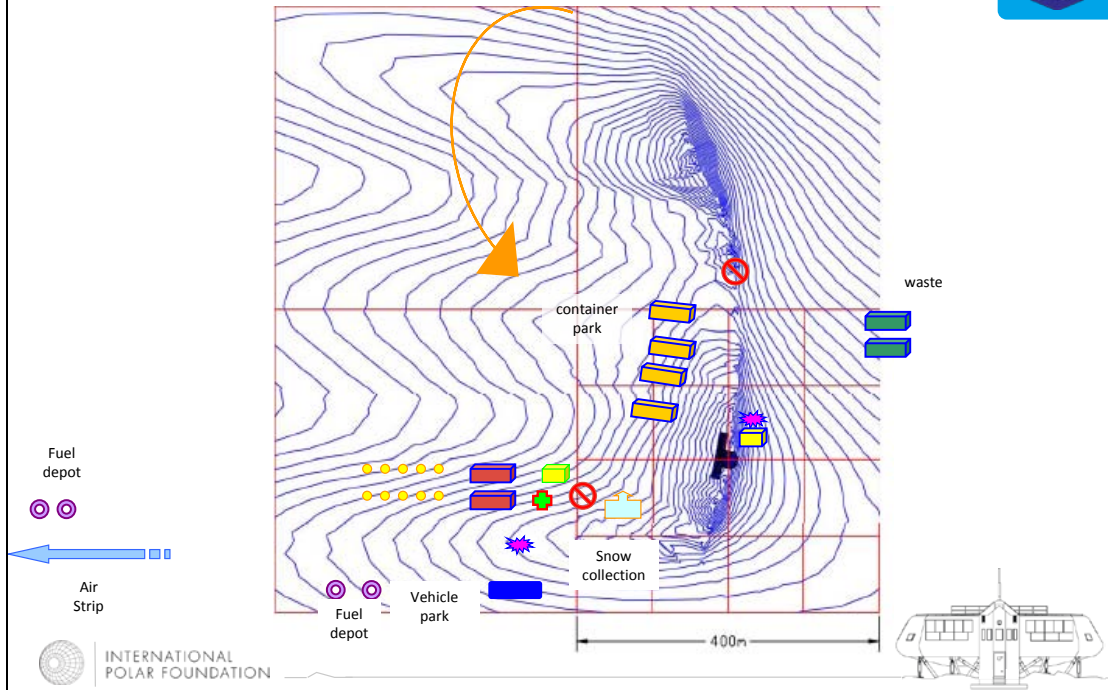 waste
container
park
Fuel
depot
Air
Strip
Snow
collection
Vehicle
park
Fuel
depot
400m
INTERNATIONAL
POLAR FOUNDATION